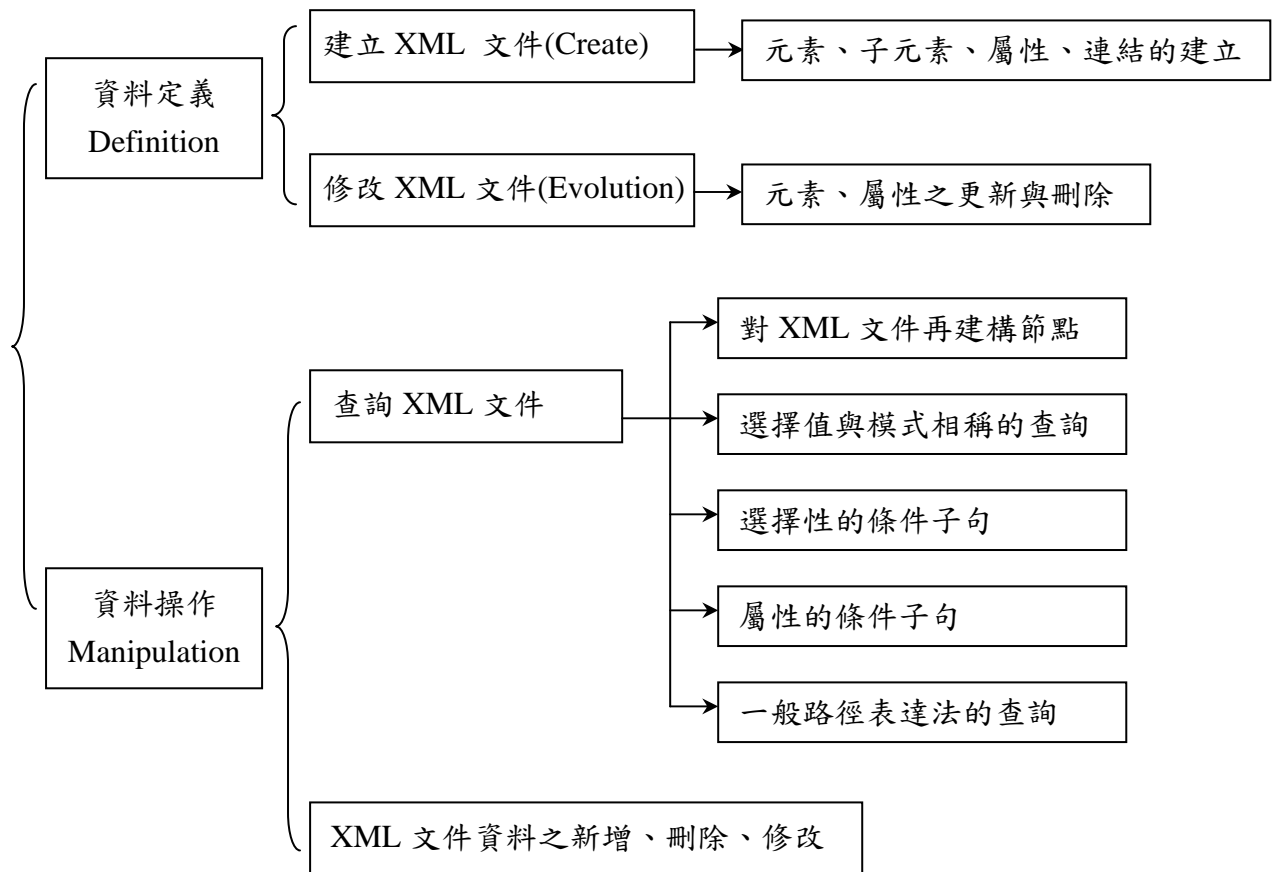 建立 XML 文件(Create)
元素、子元素、屬性、連結的建立
資料定義
Definition
修改 XML 文件(Evolution)
元素、屬性之更新與刪除
對 XML 文件再建構節點
查詢 XML 文件
選擇值與模式相稱的查詢
選擇性的條件子句
資料操作
Manipulation
屬性的條件子句
一般路徑表達法的查詢
XML 文件資料之新增、刪除、修改